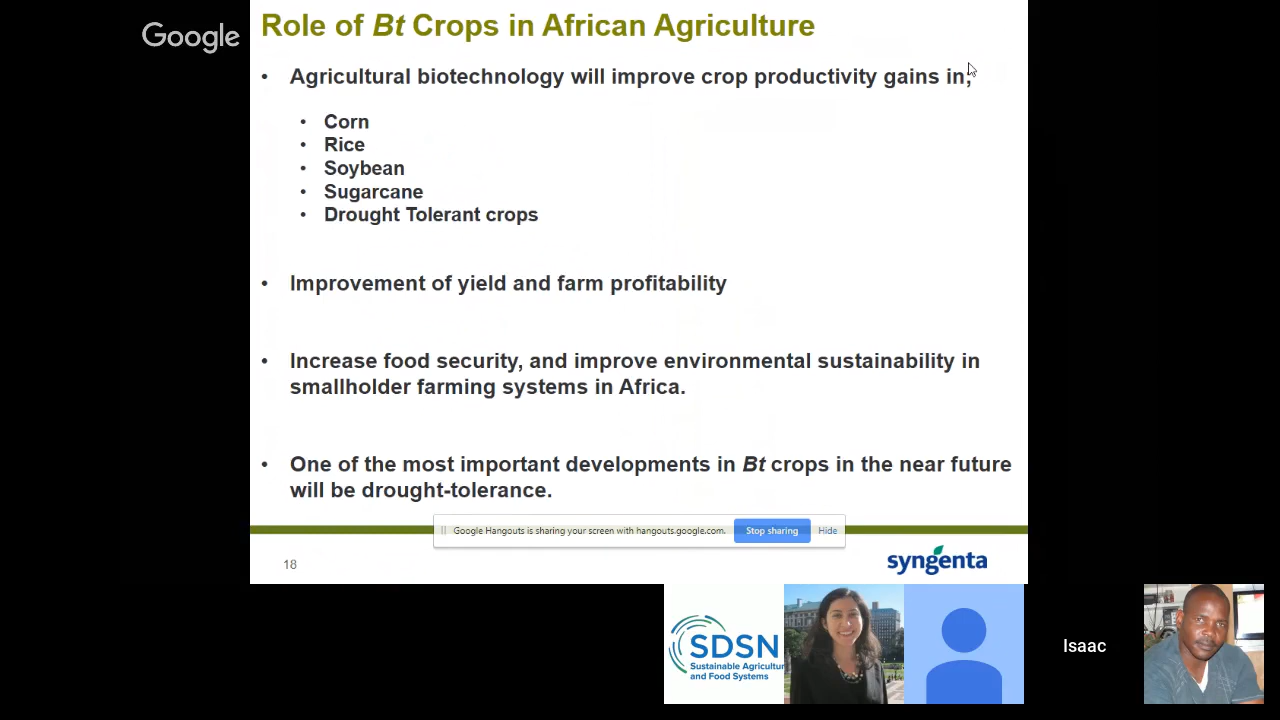 Google
Role of Bt Crops in African Agriculture
• Agricultural biotechnology will improve crop productivity gains in;
• Corn
• Rice
• Soybean
• Sugarcane
• Drought Tolerant crops
• Improvement of yield and farm profitability
• Increase food security, and improve environmental sustainability in
smallholder farming systems in Africa.
• One of the most important developments in Bt crops in the near future
will be drought-tolerance.
Google Hangouts is sharing your screen with hangouts.google.com. Stop sharing Hide
18
syngenta
SDSN
Sustainable Agricultu
and Food Systems
Isaac